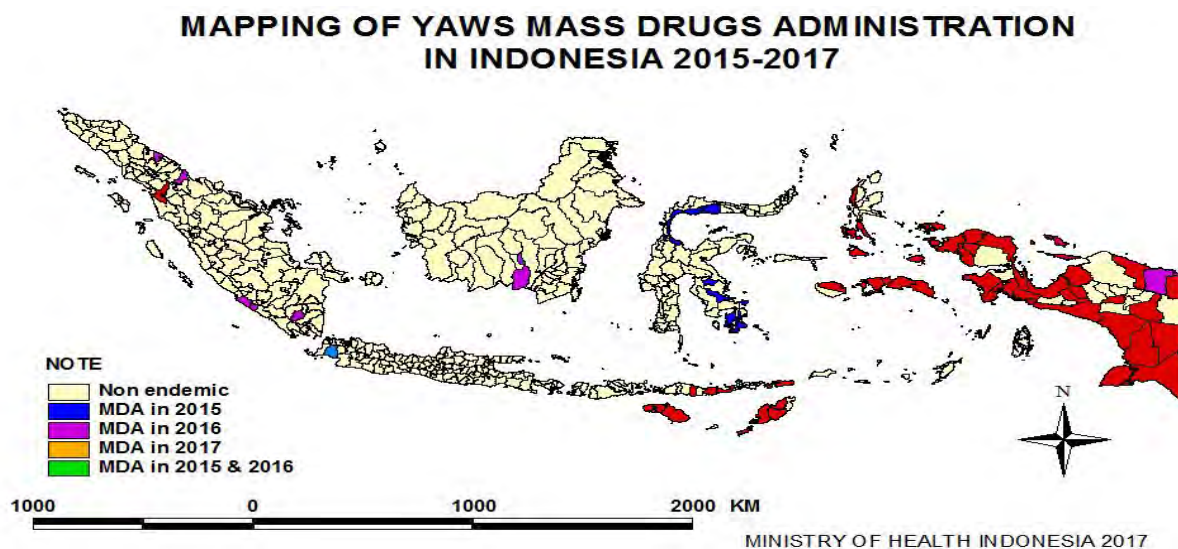 MAPPING OF YAWS MASS DRUGS ADMINISTRATION
IN INDONESIA 2015-2017
NOTE
Non endemic
MDA in 2015
MDA in 2016
MDA in 2017
MDA in 2015 & 2016
N
1000 0 1000 2000 KM
MINISTRY OF HEALTH INDONESIA 2017